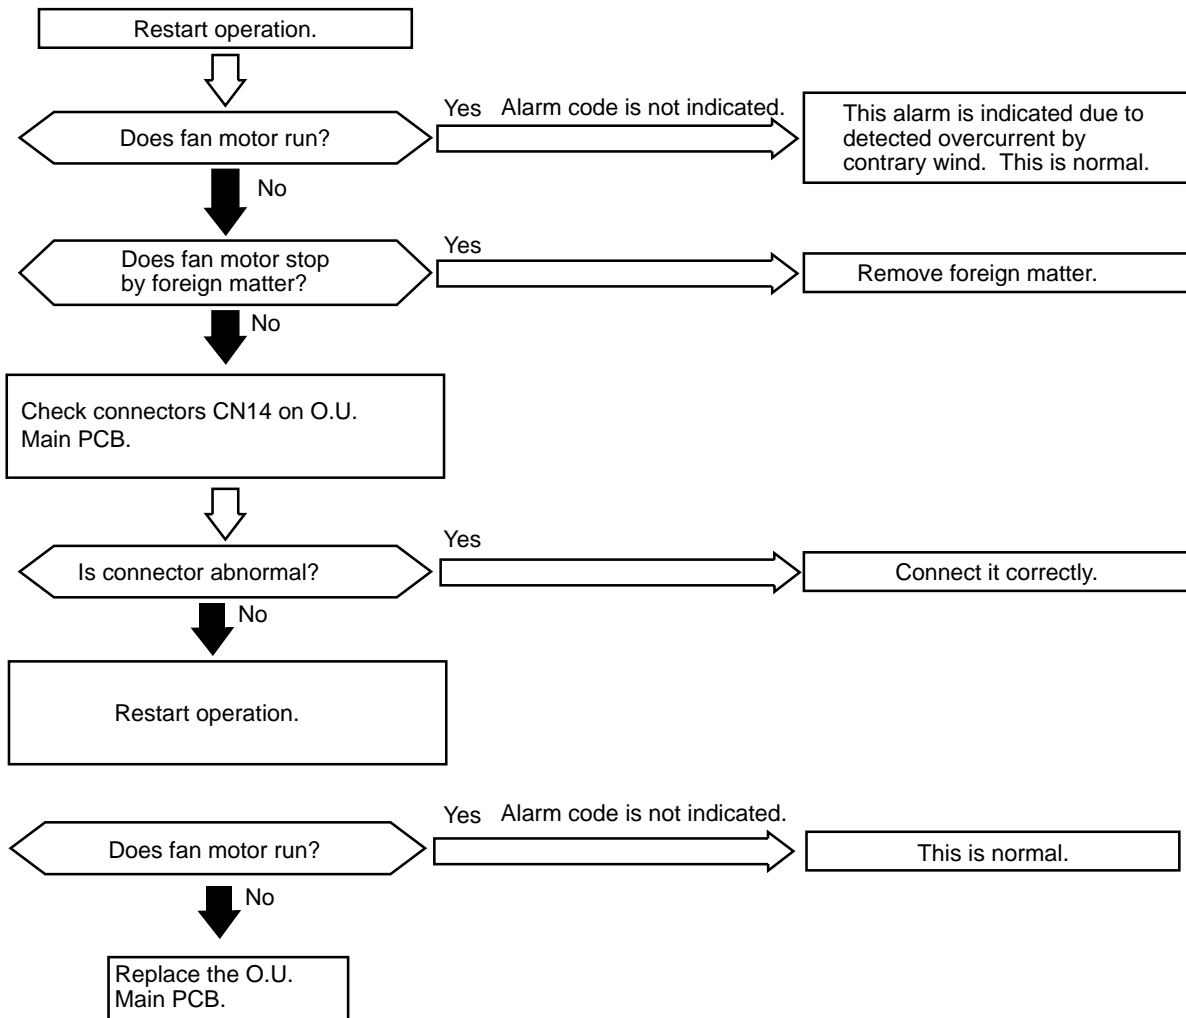 Restart operation.
Yes Alarm code is not indicated.
Does fan motor run?
This alarm is indicated due to
detected overcurrent by
contrary wind. This is normal.
No
Yes
Does fan motor stop
by foreign matter?
Remove foreign matter.
No
Check connectors CN14 on O.U.
Main PCB.
Yes
Is connector abnormal?
Connect it correctly.
No
Restart operation.
Yes Alarm code is not indicated.
Does fan motor run?
This is normal.
No
Replace the O.U.
Main PCB.